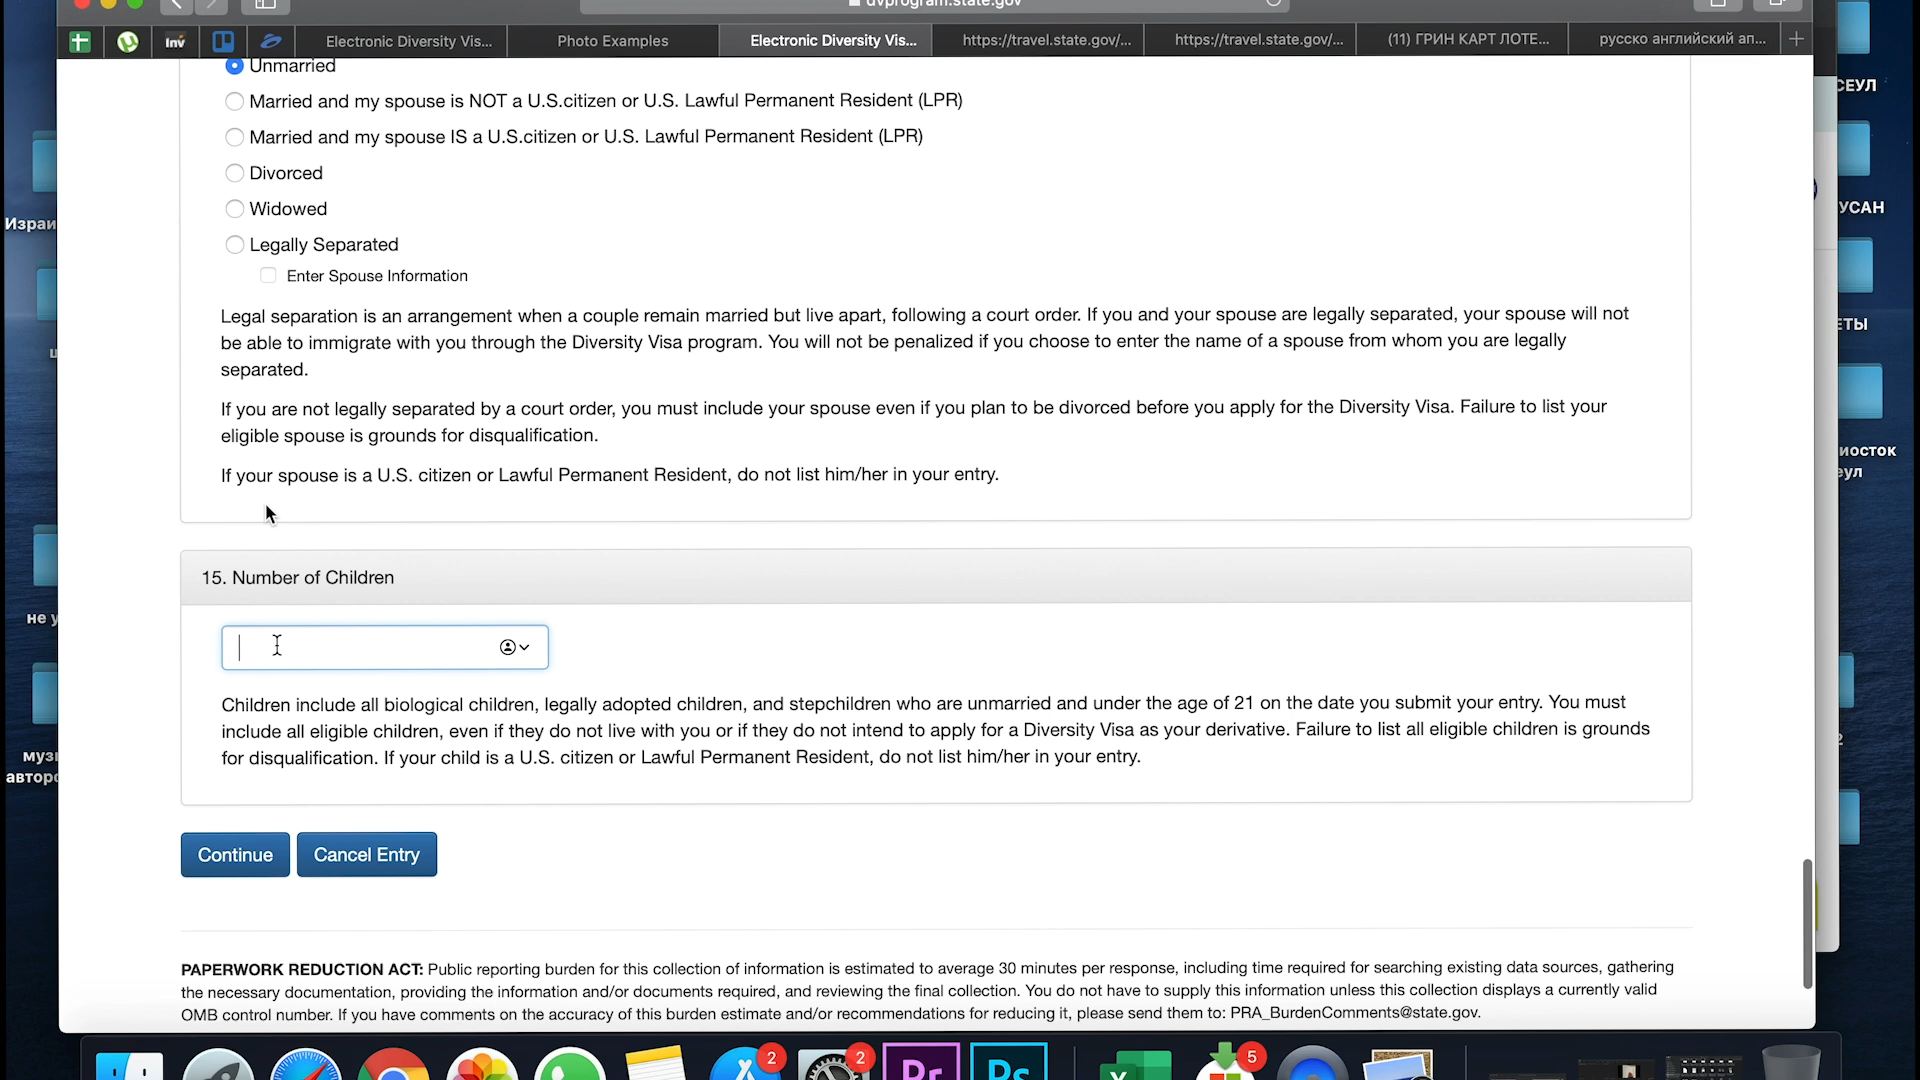 dvprogram.state.gov
Inv
Electronic Diversity Vis...
Photo Examples
Electronic Diversity Vis...
https://travel.state.gov/...
https://travel.state.gov/...
(11) ГРИН КАРТ ЛОТЕ...
русско английский ап...
Unmarried
Married and my spouse is NOT a U.S.citizen or U.S. Lawful Permanent Resident (LPR)
Married and my spouse IS a U.S.citizen or U.S. Lawful Permanent Resident (LPR)
Divorced
Widowed
Legally Separated
Enter Spouse Information
Legal separation is an arrangement when a couple remain married but live apart, following a court order. If you and your spouse are legally separated, your spouse will not
be able to immigrate with you through the Diversity Visa program. You will not be penalized if you choose to enter the name of a spouse from whom you are legally
separated.
If you are not legally separated by a court order, you must include your spouse even if you plan to be divorced before you apply for the Diversity Visa. Failure to list your
eligible spouse is grounds for disqualification.
If your spouse is a U.S. citizen or Lawful Permanent Resident, do not list him/her in your entry.
15. Number of Children
Children include all biological children, legally adopted children, and stepchildren who are unmarried and under the age of 21 on the date you submit your entry. You must
include all eligible children, even if they do not live with you or if they do not intend to apply for a Diversity Visa as your derivative. Failure to list all eligible children is grounds
for disqualification. If your child is a U.S. citizen or Lawful Permanent Resident, do not list him/her in your entry.
Continue
Cancel Entry
PAPERWORK REDUCTION ACT: Public reporting burden for this collection of information is estimated to average 30 minutes per response, including time required for searching existing data sources, gathering
the necessary documentation, providing the information and/or documents required, and reviewing the final collection. You do not have to supply this information unless this collection displays a currently valid
OMB control number. If you have comments on the accuracy of this burden estimate and/or recommendations for reducing it, please send them to: PRA_BurdenComments@state.gov.
Израи
не у
музы
авторс
СЕУЛ
УСАН
ЕТЫ
восток
еул
2
2
2
5
Pr
Ps
X